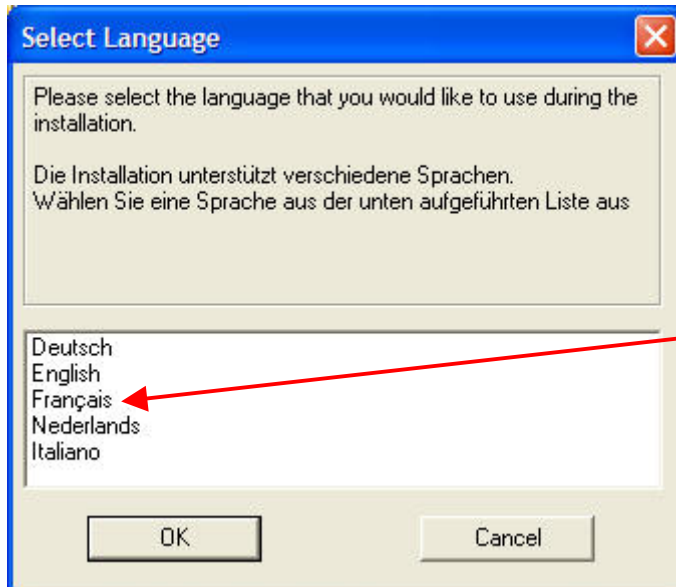 Select Language
Please select the language that you would like to use during the
installation.
Die Installation unterstützt verschiedene Sprachen.
Wählen Sie eine Sprache aus der unten aufgeführten Liste aus
Deutsch
English
Français
Nederlands
Italiano
OK
Cancel